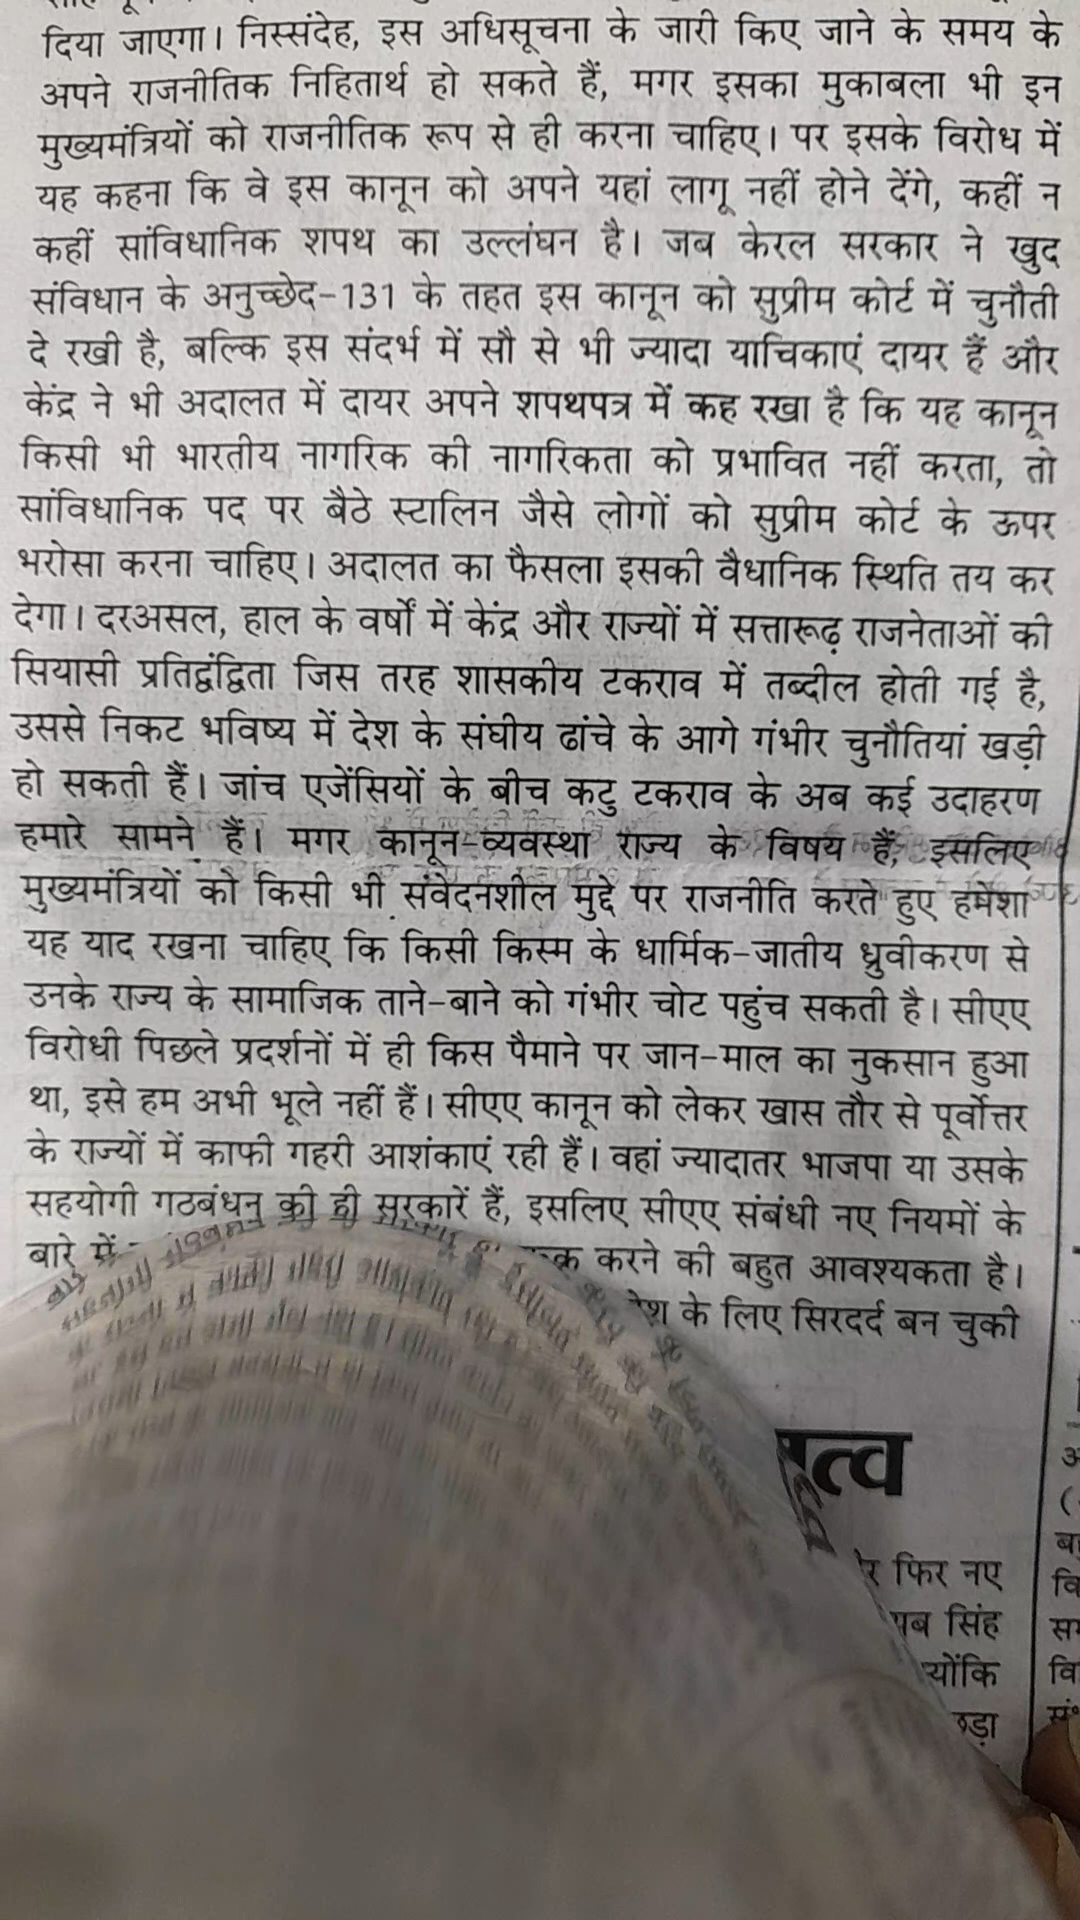 दिया जाएगा। निस्संदेह, इस अधिसूचना के जारी किए जाने के समय के
अपने राजनीतिक निहितार्थ हो सकते हैं, मगर इसका मुकाबला भी इन
मुख्यमंत्रियों को राजनीतिक रूप से ही करना चाहिए। पर इसके विरोध में
यह कहना कि वे इस कानून को अपने यहां लागू नहीं होने देंगे, कहीं न
कहीं सांविधानिक शपथ का उल्लंघन है। जब केरल सरकार ने खुद
संविधान के अनुच्छेद-131 के तहत इस कानून को सुप्रीम कोर्ट में चुनौती
दे रखी है, बल्कि इस संदर्भ में सौ से भी ज्यादा याचिकाएं दायर हैं और
केंद्र ने भी अदालत में दायर अपने शपथपत्र में कह रखा है कि यह कानून
किसी भी भारतीय नागरिक की नागरिकता को प्रभावित नहीं करता, तो
सांविधानिक पद पर बैठे स्टालिन जैसे लोगों को सुप्रीम कोर्ट के ऊपर
भरोसा करना चाहिए। अदालत का फैसला इसकी वैधानिक स्थिति तय कर
देगा। दरअसल, हाल के वर्षों में केंद्र और राज्यों में सत्तारूढ़ राजनेताओं की
सियासी प्रतिद्वंद्विता जिस तरह शासकीय टकराव में तब्दील होती गई है,
उससे निकट भविष्य में देश के संघीय ढांचे के आगे गंभीर चुनौतियां खड़ी
हो सकती हैं। जांच एजेंसियों के बीच कटु टकराव के अब कई उदाहरण
हमारे सामने हैं। मगर कानून-व्यवस्था राज्य के विषय हैं, इसलिए
मुख्यमंत्रियों को किसी भी संवेदनशील मुद्दे पर राजनीति करते हुए हमेशा
यह याद रखना चाहिए कि किसी किस्म के धार्मिक-जातीय ध्रुवीकरण से
उनके राज्य के सामाजिक ताने-बाने को गंभीर चोट पहुंच सकती है। सीएए
विरोधी पिछले प्रदर्शनों में ही किस पैमाने पर जान-माल का नुकसान हुआ
था, इसे हम अभी भूले नहीं हैं। सीएए कानून को लेकर खास तौर से पूर्वोत्तर
के राज्यों में काफी गहरी आशंकाएं रही हैं। वहां ज्यादातर भाजपा या उसके
सहयोगी गठबंधन की ही सरकारें हैं, इसलिए सीएए संबंधी नए नियमों के
बारे में करने की बहुत आवश्यकता है।
के लिए सिरदर्द बन चुकी
फिर नए
सिंह